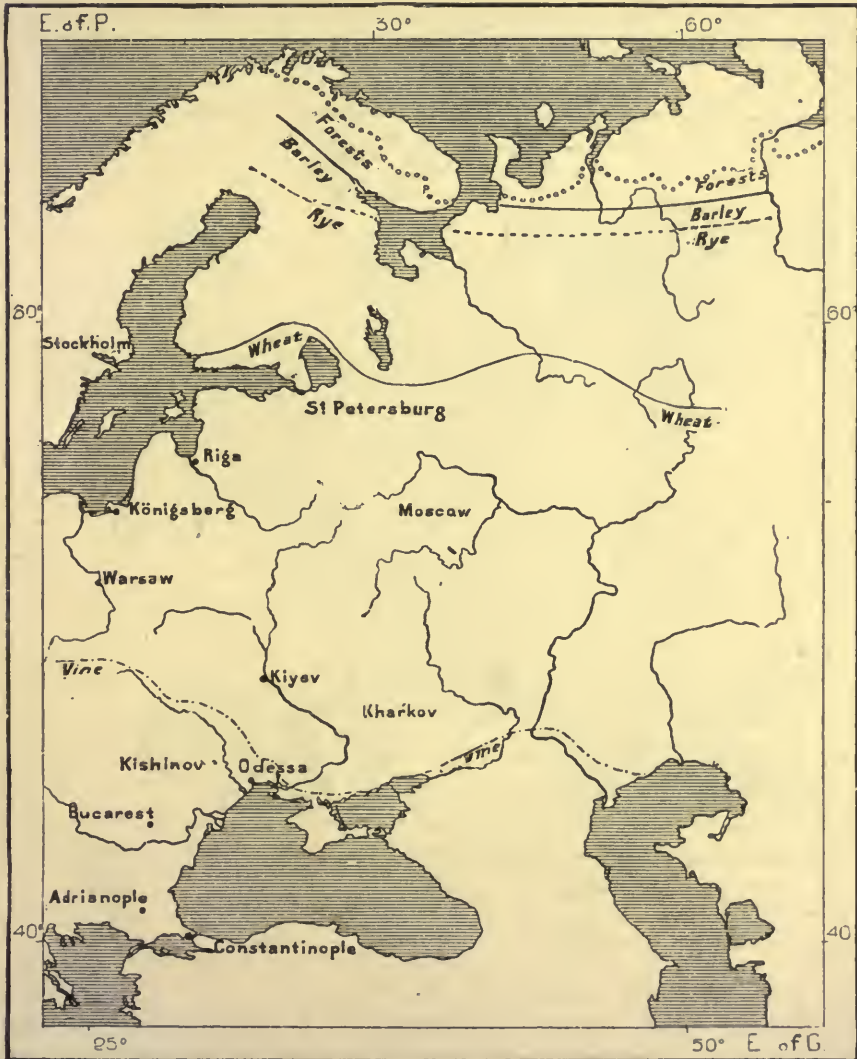 E. of. P.
30°
60°
Forests
Barley
Rye
Forests
Barley
Rye
60°
60°
Stockholm
Wheat
St Petersburg
Wheat
Riga
Königsberg
Moscaw
Warsaw
Vine
Kiyev
Kharkov
Vine
Kishinov
Odessa
Bucarest
Adrianople
40°
40
Constantinople
25°
50° E. of G.